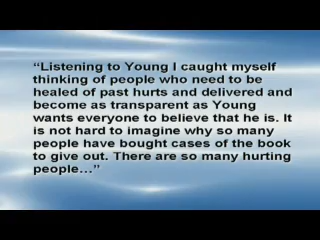 “Listening to Young I caught myself
thinking of people who need to be
healed of past hurts and delivered and
become as transparent as Young
wants everyone to believe that he is. It
is not hard to imagine why so many
people have bought cases of the book
to give out. There are so many hurting
people…”